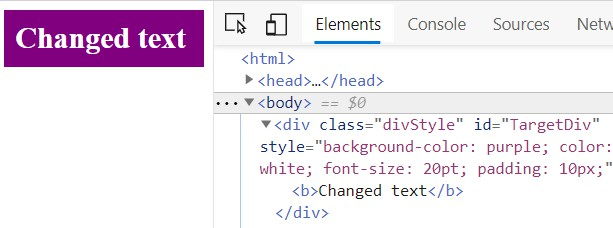 Changed text
Elements Console Sources Netw
<html>
<head>…</head>
··· <body> == $0
<div class="divStyle" id="TargetDiv"
style="background-color: purple; color:
white; font-size: 20pt; padding: 10px;"
<b>Changed text</b>
</div>